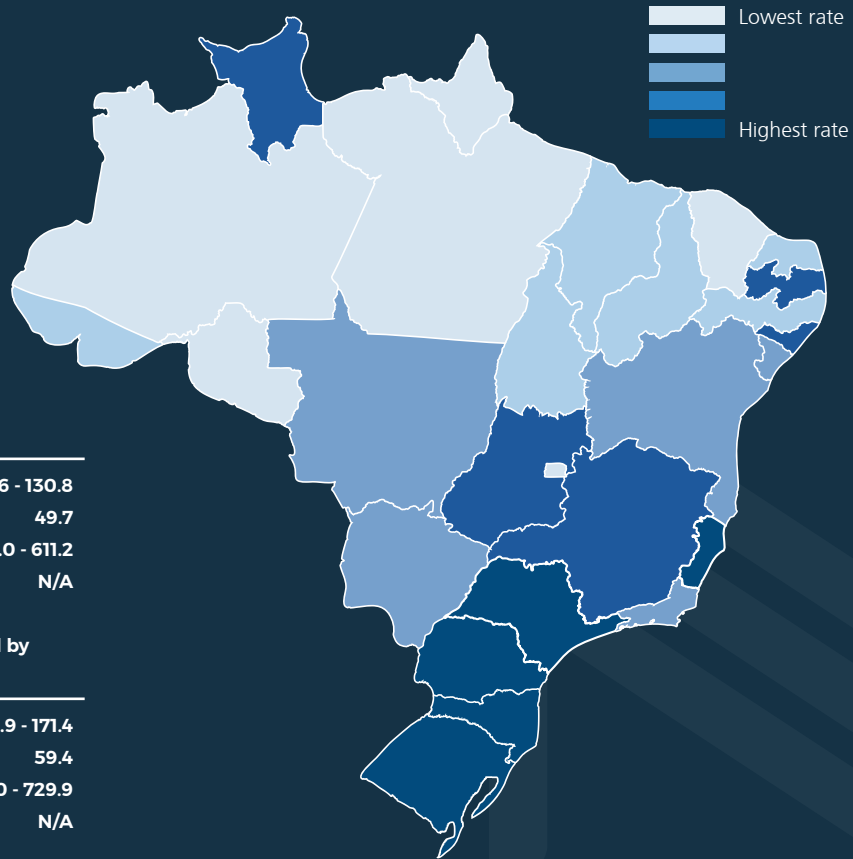 Lowest rate
Highest rate
6 - 130.8
49.7
.0 - 611.2
N/A
by
.9 - 171.4
59.4
0 - 729.9
N/A